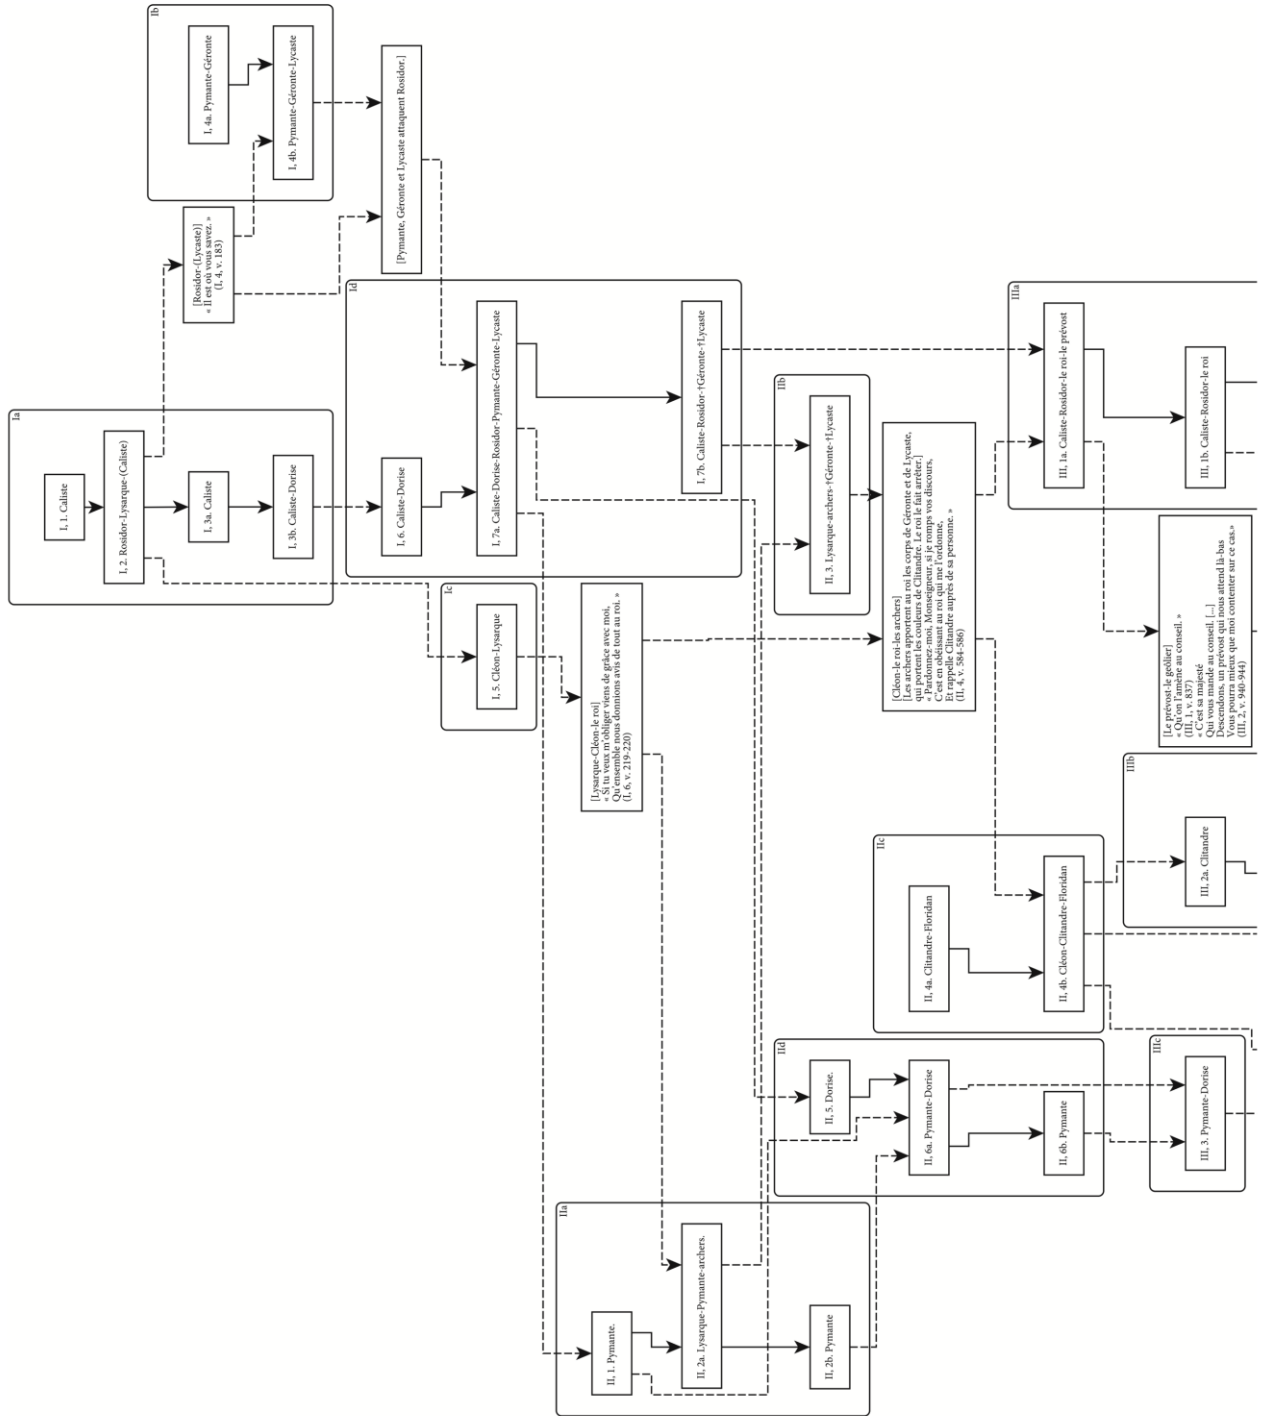 Ia
I, 1. Caliste
I, 2. Rosidor-Lysarque-(Caliste)
I, 3a. Caliste
I, 3b. Caliste-Dorise
Ib
I, 4a. Pymante-Géronte
I, 4b. Pymante-Géronte-Lycaste
[Rosidor-(Lycaste)]
« Il est où vous savez. »
(I, 4, v. 183)
[Pymante, Géronte et Lycaste attaquent Rosidor.]
Ic
I, 5. Cléon-Lysarque
Id
I, 6. Caliste-Dorise
I, 7a. Caliste-Dorise-Rosidor-Pymante-Géronte-Lycaste
I, 7b. Caliste-Rosidor-†Géronte-†Lycaste
[Lysarque-Cléon-le roi]
« Si tu veux m’obliger viens de grâce avec moi,
Qu’ensemble nous donnions avis de tout au roi. »
(I, 6, v. 219-220)
IIa
II, 1. Pymante.
II, 2a. Lysarque-Pymante-archers.
II, 2b. Pymante
IIb
II, 3. Lysarque-archers-†Géronte-†Lycaste
[Cléon-le roi-les archers]
[Les archers apportent au roi les corps de Géronte et de Lycaste,
qui portent les couleurs de Clitandre. Le roi le fait arrêter.]
« Pardonnez-moi, Monseigneur, si je romps vos discours,
C’est en obéissant au roi qui me l’ordonne,
Et rappelle Clitandre auprès de sa personne. »
(II, 4, v. 584-586)
IIc
II, 4a. Clitandre-Floridan
II, 4b. Cléon-Clitandre-Floridan
IId
II, 5. Dorise.
II, 6a. Pymante-Dorise
II, 6b. Pymante
IIIa
III, 1a. Caliste-Rosidor-le roi-le prévost
III, 1b. Caliste-Rosidor-le roi
[Le prévost-le geôlier]
« Qu’on l’amène au conseil. »
(III, 1, v. 837)
« C’est sa majesté
Qui vous mande au conseil. [...]
Descendons, un prévost qui nous attend là-bas
Vous pourra mieux que moi contenter sur ce cas.»
(III, 2, v. 940-944)
IIIb
III, 2a. Clitandre
IIIc
III, 3. Pymante-Dorise